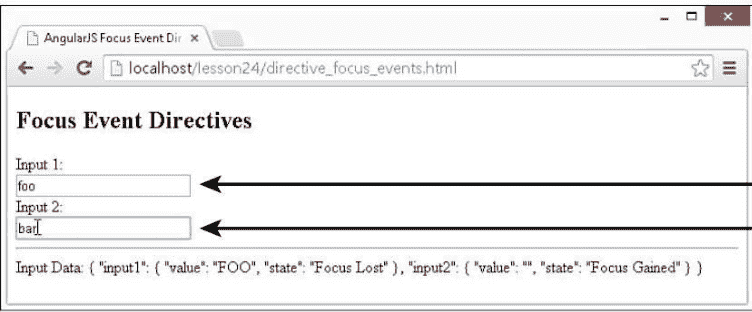 AngularJS Focus Event Dir
localhost/lesson24/directive_focus_events.html
Focus Event Directives
Input 1:
foo
Input 2:
bar
Input Data: { "input1": { "value": "FOO", "state": "Focus Lost" }, "input2": { "value": "", "state": "Focus Gained" } }